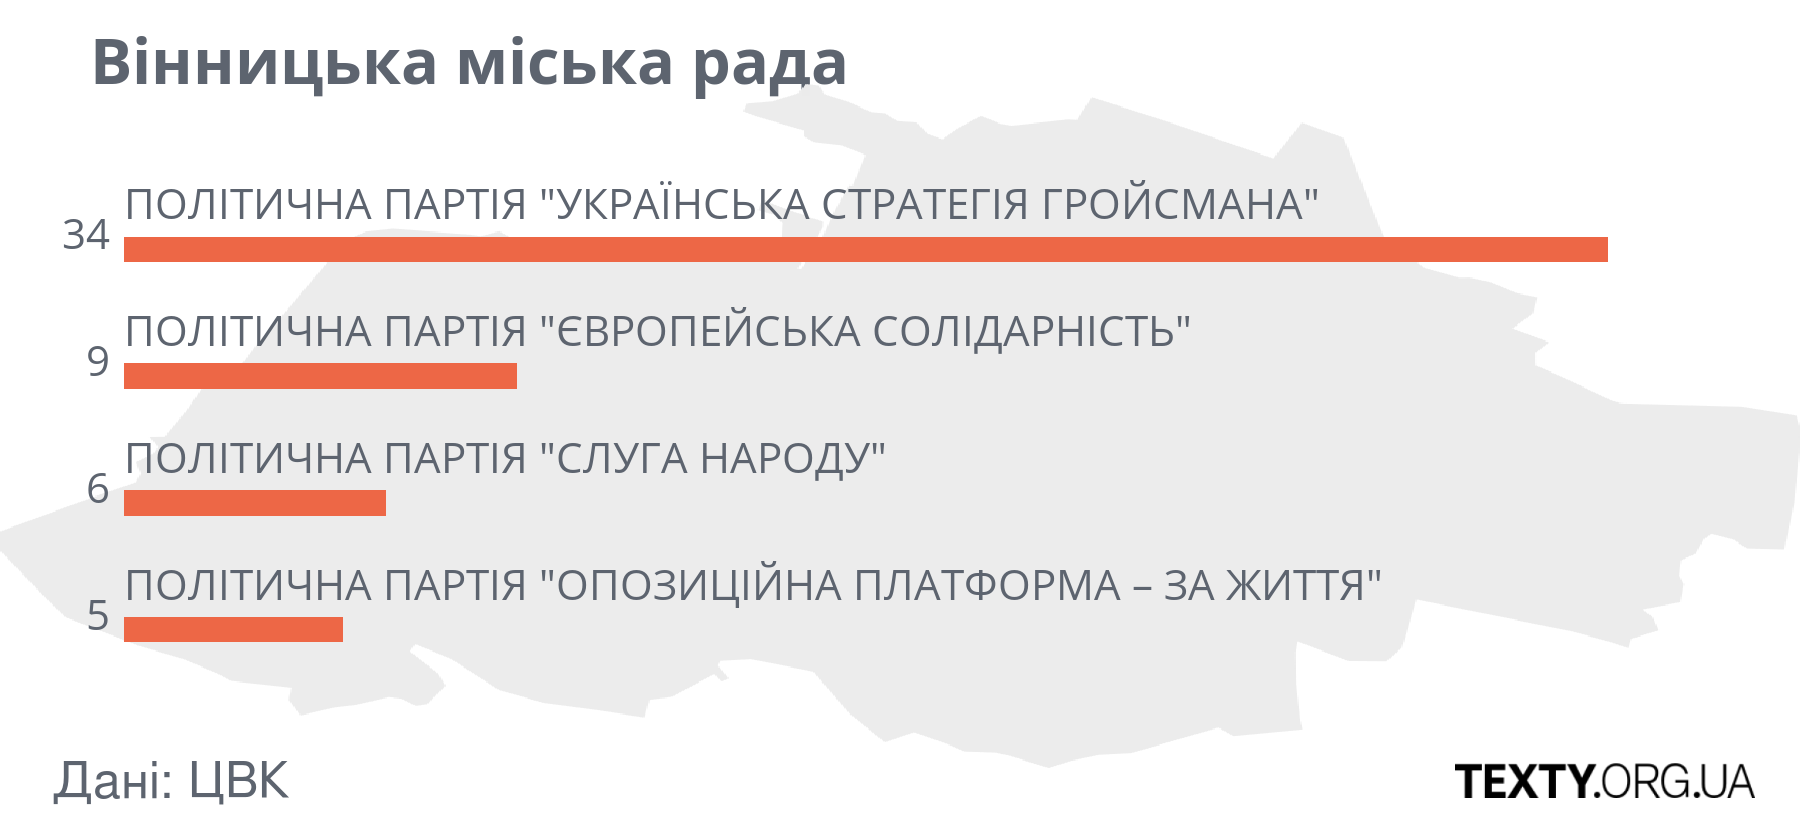 Вінницька міська рада
ПОЛІТИЧНА ПАРТІЯ "УКРАЇНСЬКА СТРАТЕГІЯ ГРОЙСМАНА"
34
ПОЛІТИЧНА ПАРТІЯ "ЄВРОПЕЙСЬКА СОЛІДАРНІСТЬ"
9
ПОЛІТИЧНА ПАРТІЯ "СЛУГА НАРОДУ"
6
ПОЛІТИЧНА ПАРТІЯ "ОПОЗИЦІЙНА ПЛАТФОРМА – ЗА ЖИТТЯ"
5
Дані: ЦВК
TEXTY.ORG.UA